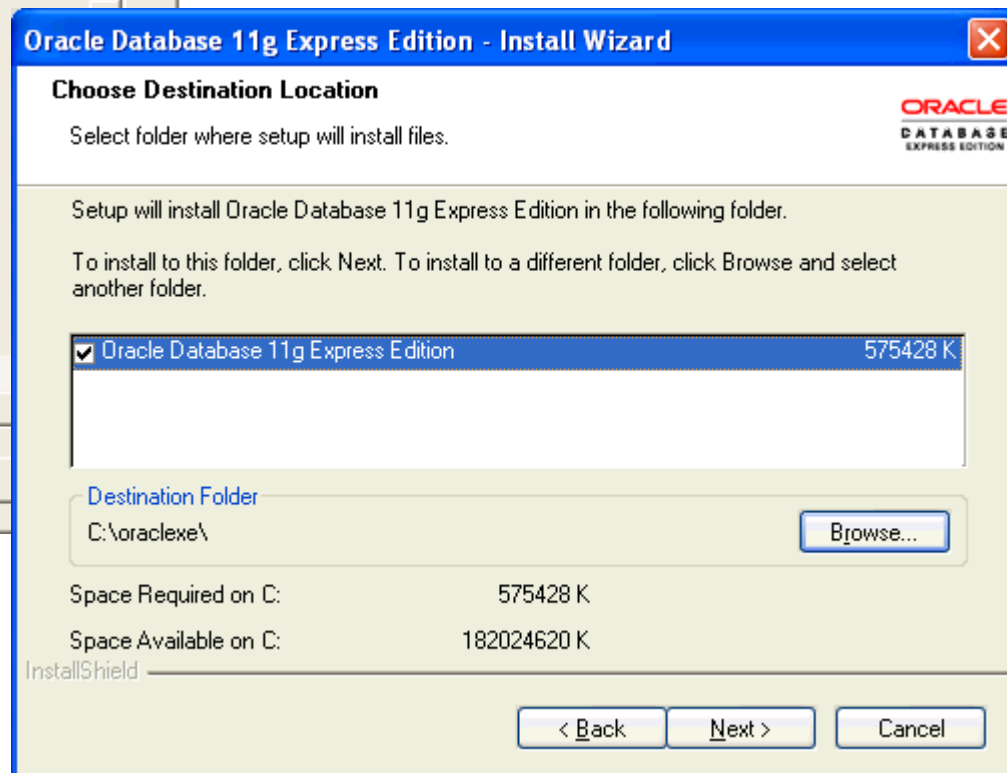 Oracle Database 11g Express Edition - Install Wizard
Choose Destination Location
Select folder where setup will install files.
ORACLE
DATABASE
EXPRESS EDITION
Setup will install Oracle Database 11g Express Edition in the following folder.
To install to this folder, click Next. To install to a different folder, click Browse and select
another folder.
Oracle Database 11g Express Edition 575428 K
Destination Folder
C:\oraclexe\
Browse...
Space Required on C: 575428 K
Space Available on C: 182024620 K
InstallShield
< Back Next > Cancel